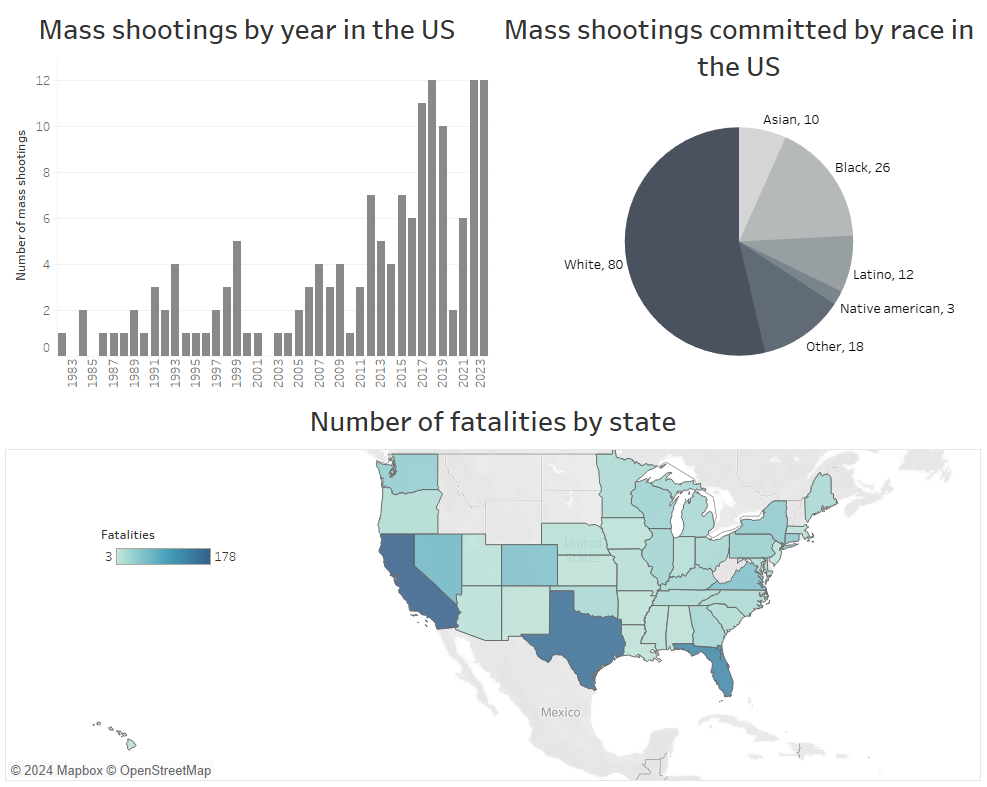 Mass shootings by year in the US
Number of mass shootings
12
10
8
6
4
2
0
1983
1985
1987
1989
1991
1993
1995
1997
1999
2001
2003
2005
2007
2009
2011
2013
2015
2017
2019
2021
2023
Mass shootings committed by race in
the US
Asian, 10
Black, 26
White, 80
Latino, 12
Native american, 3
Other, 18
Number of fatalities by state
Fatalities
3
178
United
States
Mexico
© 2024 Mapbox © OpenStreetMap